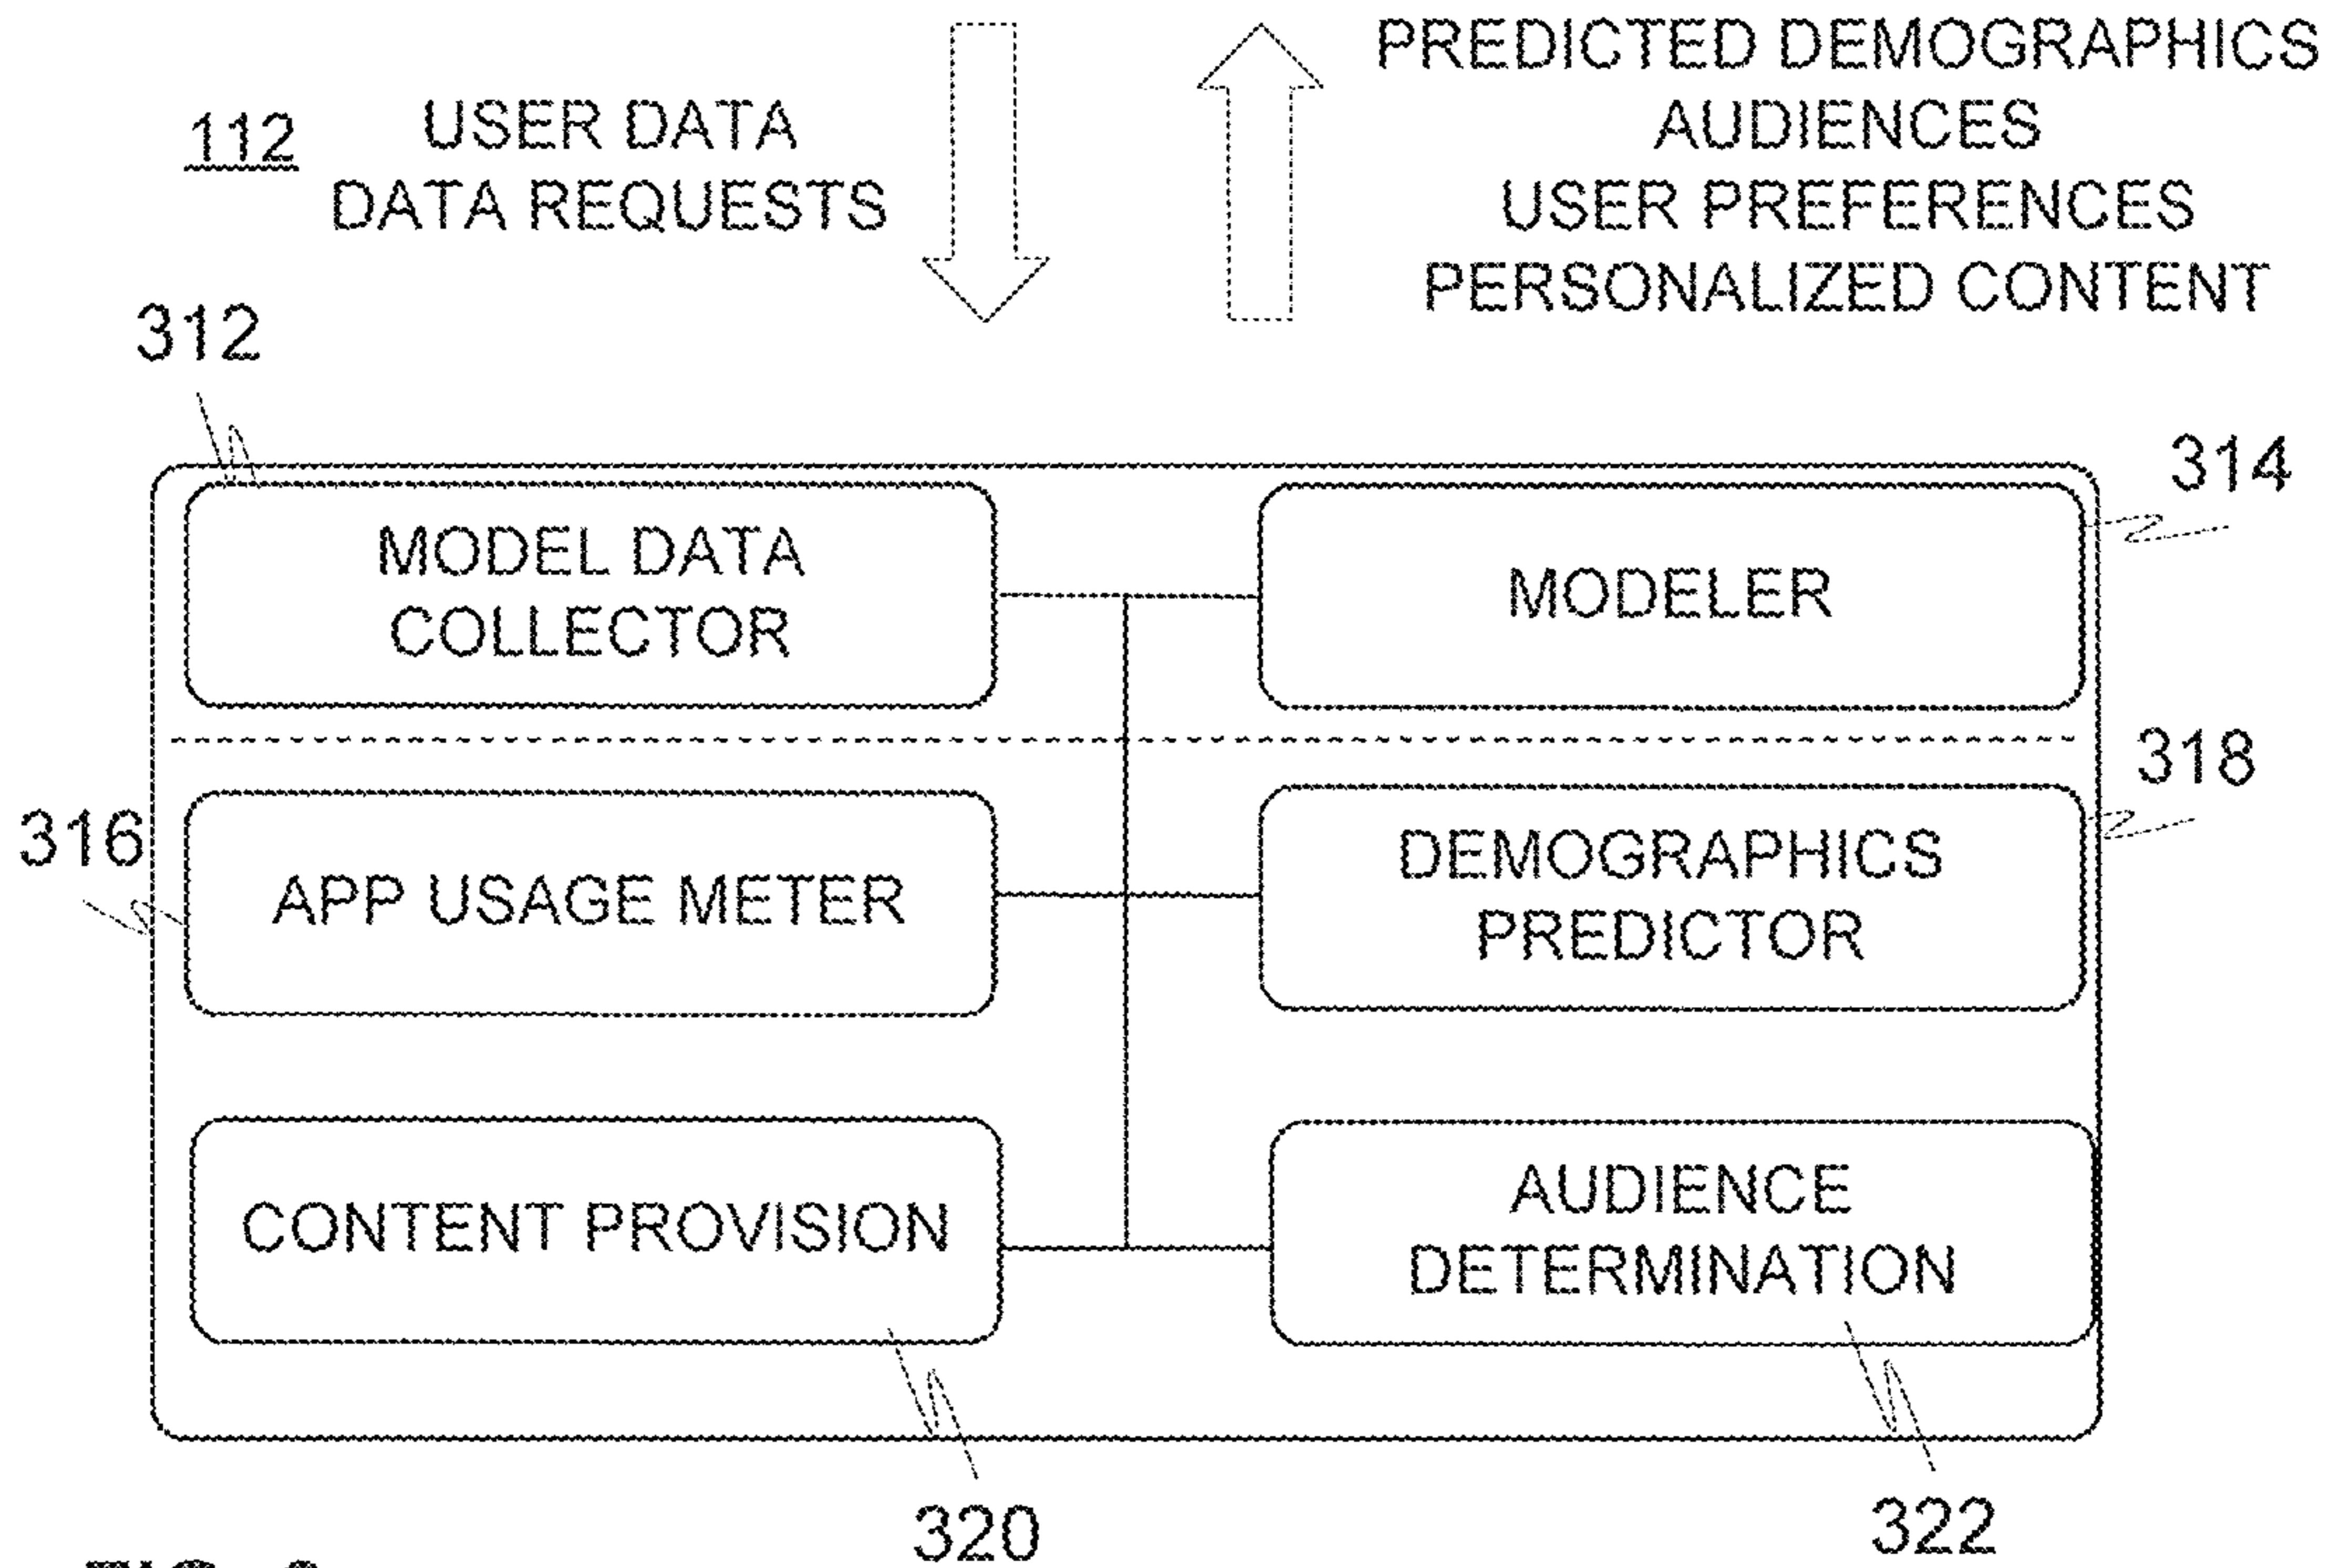 PREDICTED DEMOGRAPHICS
AUDIENCES
USER PREFERENCES
PERSONALIZED CONTENT
112
USER DATA
DATA REQUESTS
312
314
MODEL DATA
COLLECTOR
MODELER
316
318
APP USAGE METER
DEMOGRAPHICS
PREDICTOR
CONTENT PROVISION
AUDIENCE
DETERMINATION
320
322